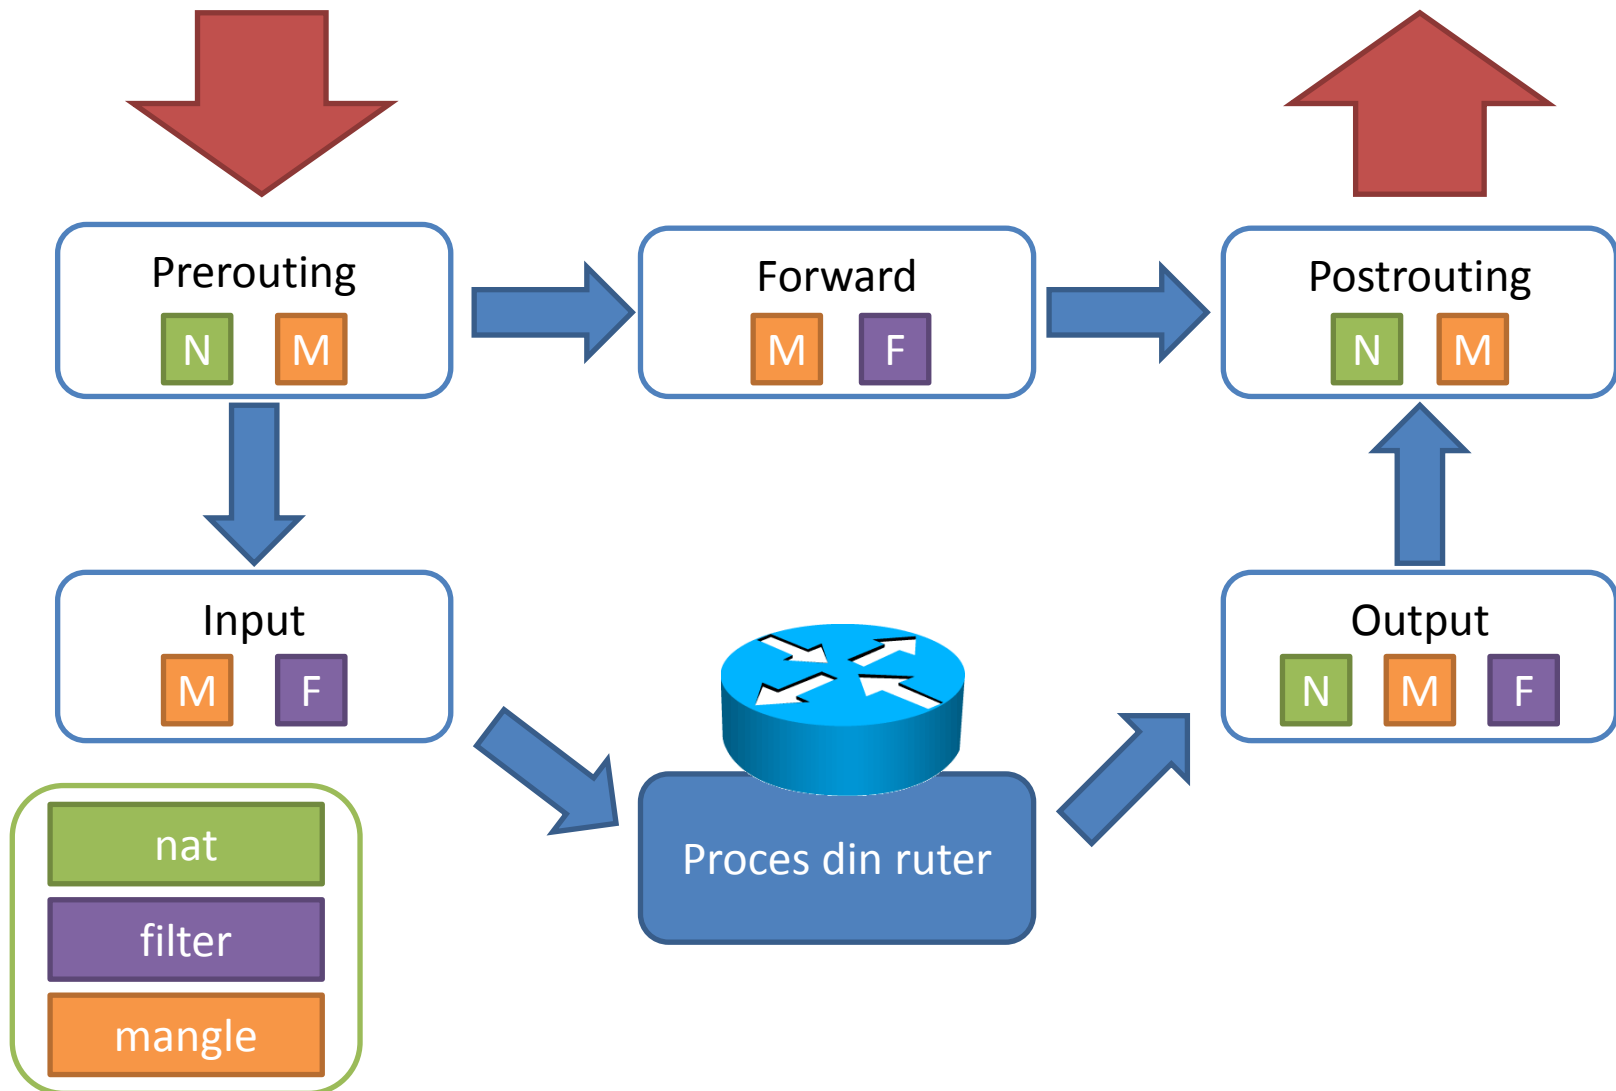 Prerouting
N M
Forward
M F
Postrouting
N M
Input
M F
Output
N M F
Proces din ruter
nat
filter
mangle